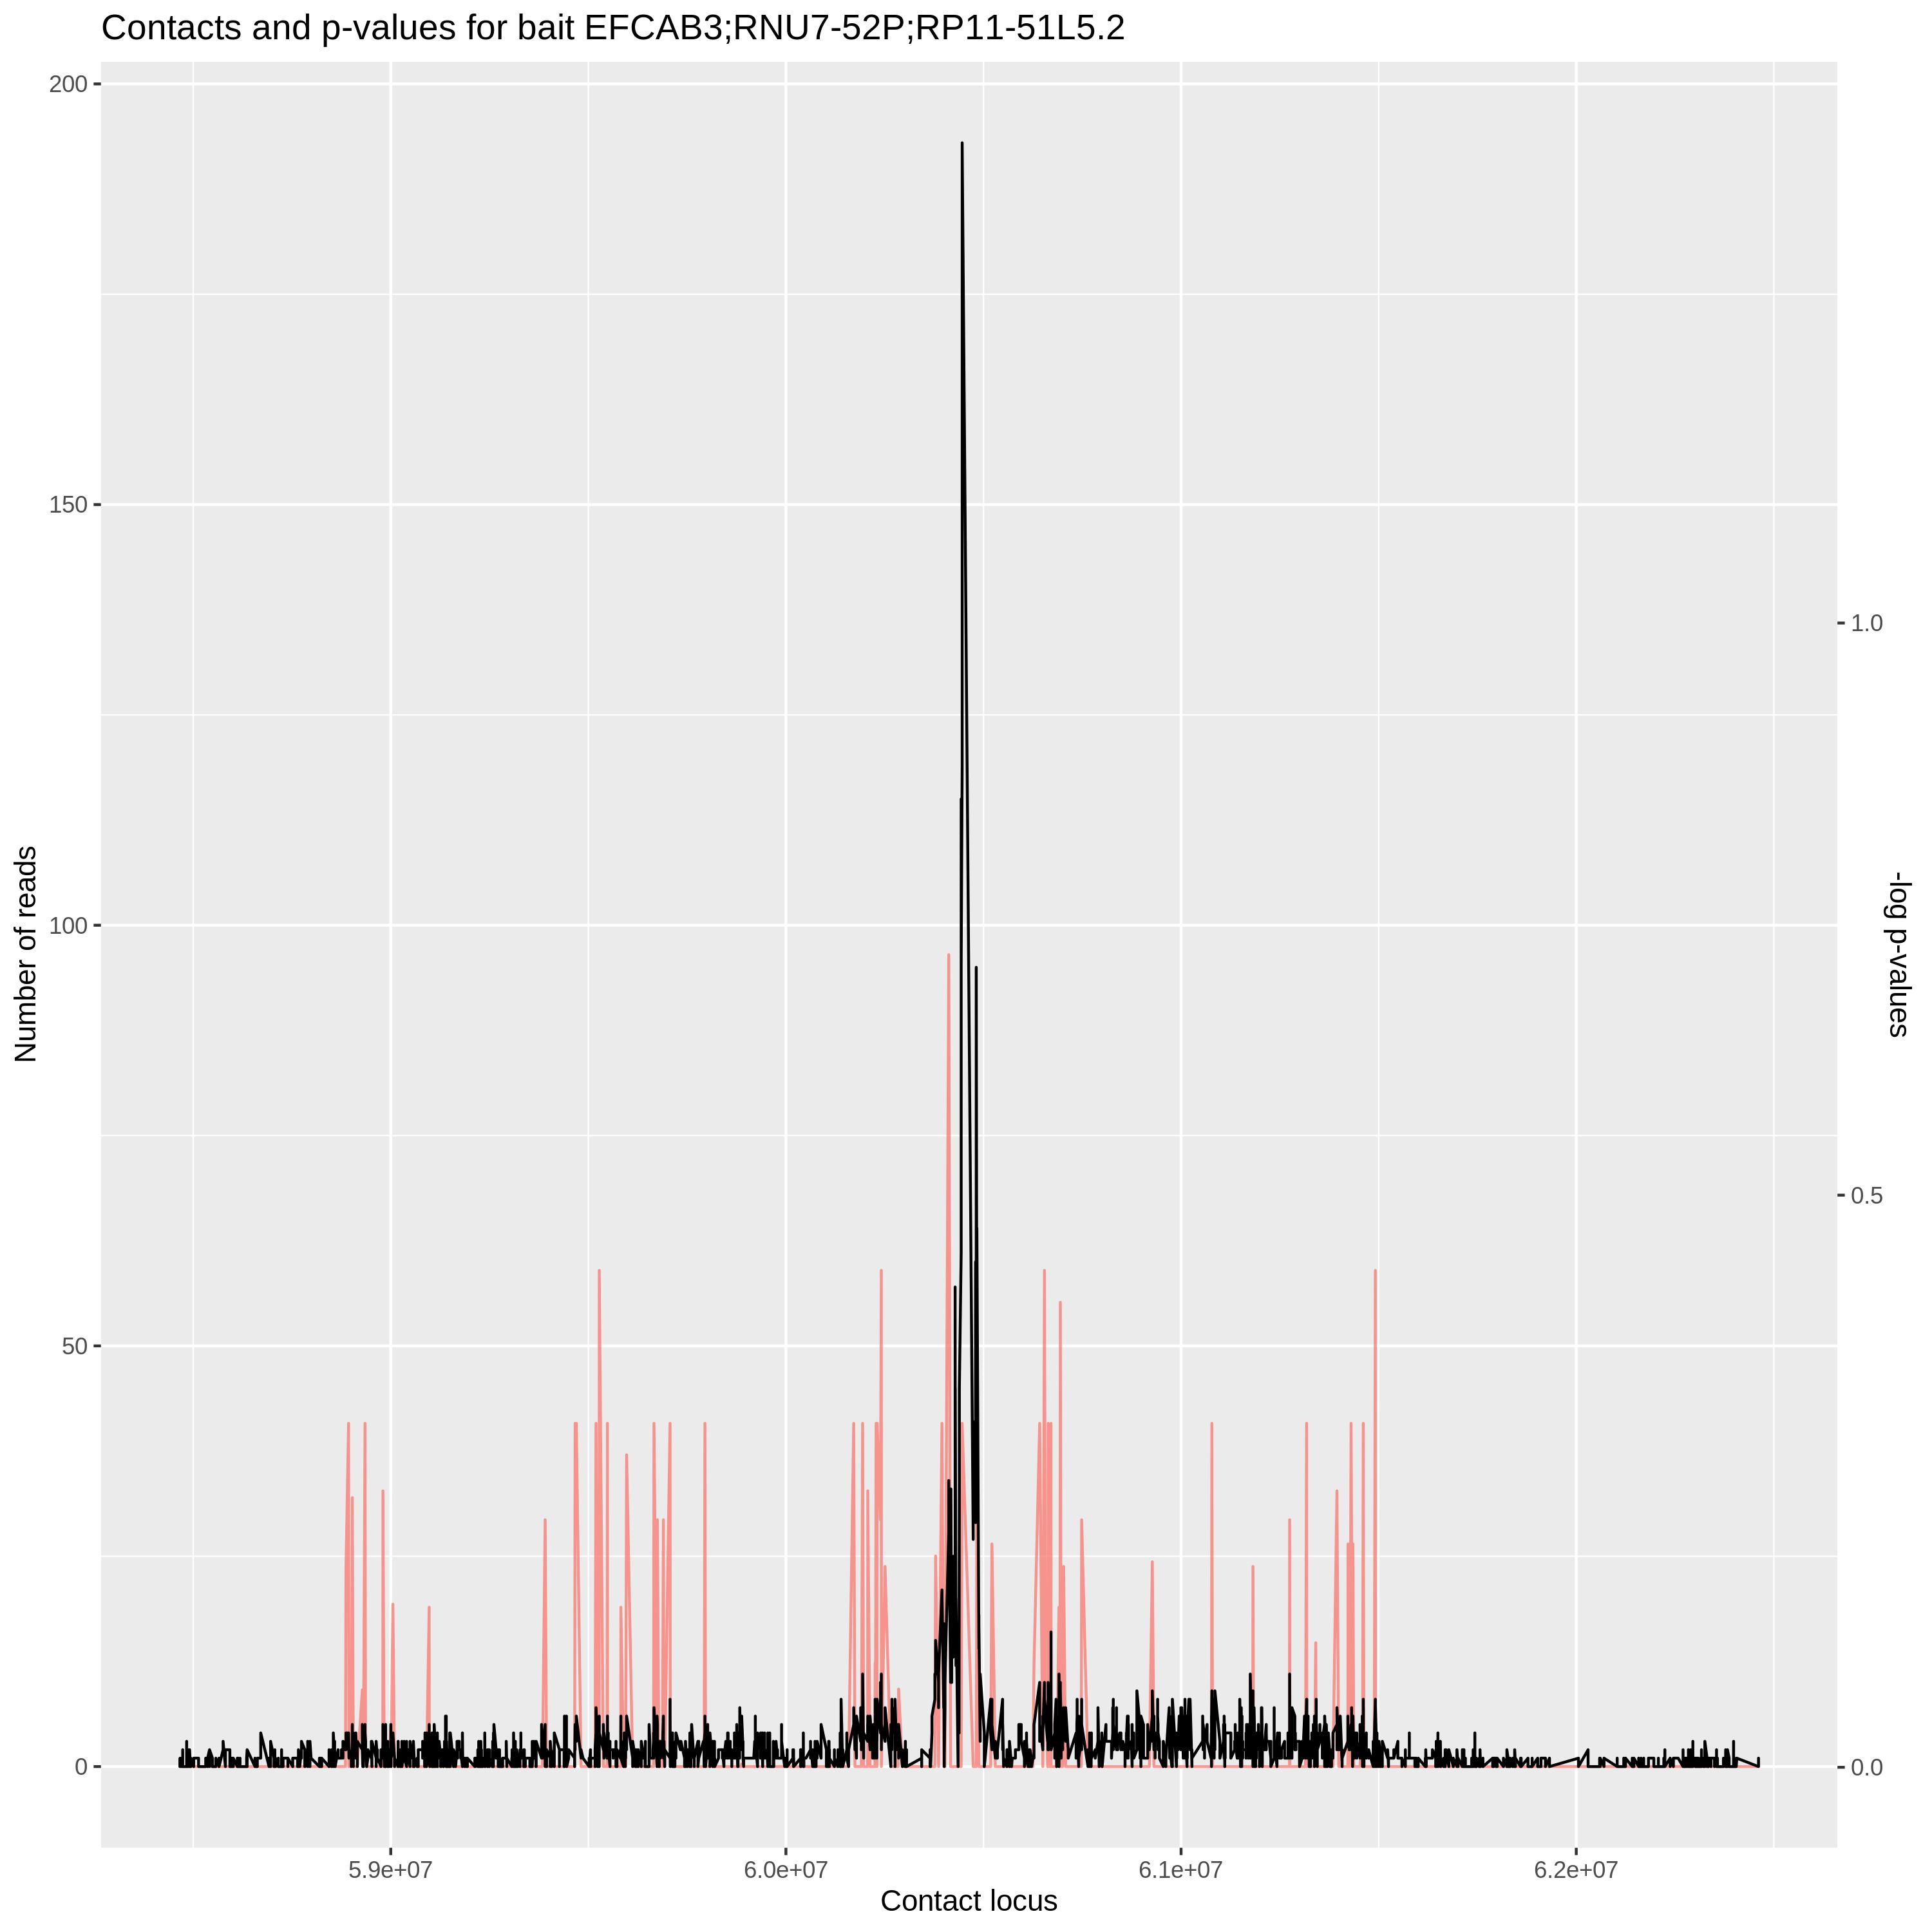 Contacts and p-values for bait EFCAB3;RNU7-52P;RP11-51L5.2
200
150
100
50
0
Number of reads
1.0
0.5
0.0
-log p-values
5.9e+07
6.0e+07
6.1e+07
6.2e+07
Contact locus